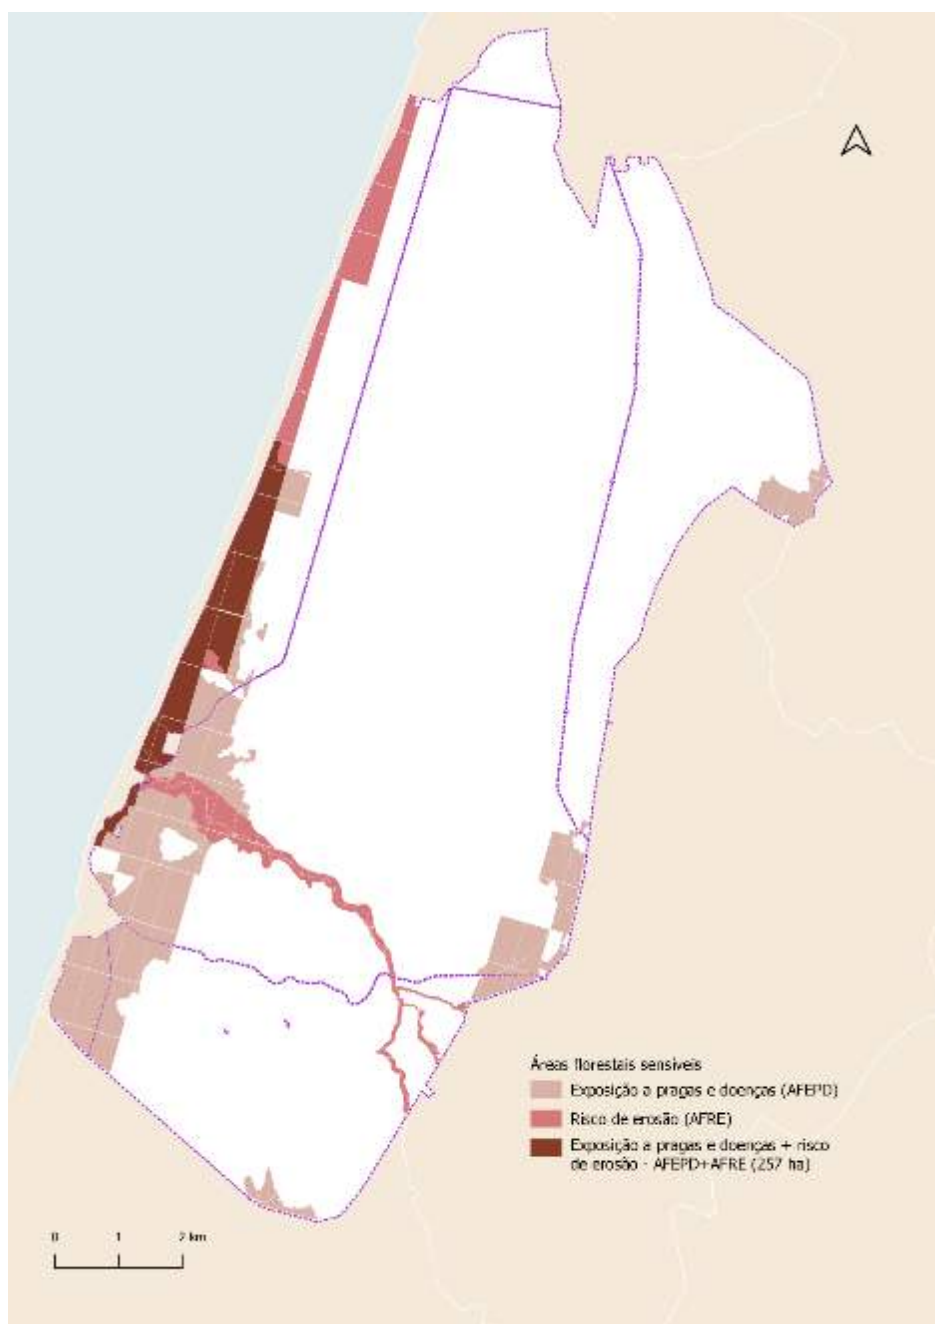 Áreas florestais sensíveis
Exposição a pragas e doenças (AFEPD)
Risco de erosão (AFRE)
Exposição a pragas e doenças + risco
de erosão - AFEPD+AFRE (257 ha)
0 1 2 km